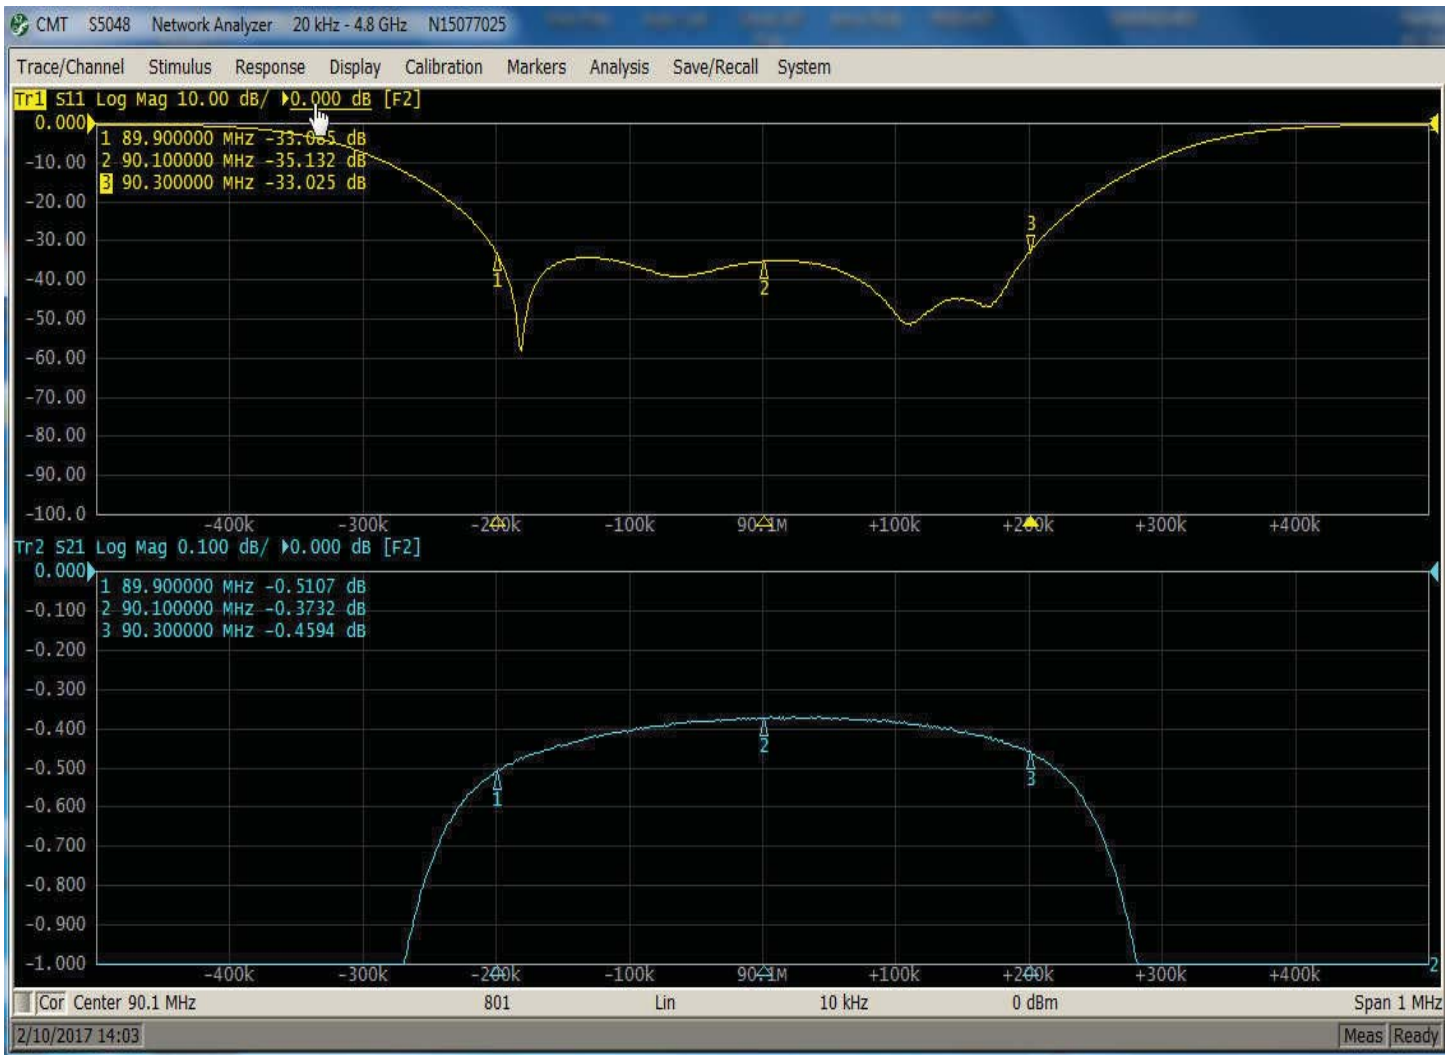 CMT S5048 Network Analyzer 20 kHz - 4.8 GHz N15077025
Trace/Channel Stimulus Response Display Calibration Markers Analysis Save/Recall System
Tr1 S11 Log Mag 10.00 dB/ ▶0.000 dB [F2]
0.000
1 89.900000 MHz dB
-10.00
2 90.100000 MHz -35.132 dB
3 90.300000 MHz -33.025 dB
-20.00
-30.00
3
-40.00
1
2
-50.00
-60.00
-70.00
-80.00
-90.00
-100.0
-400k -300k -200k -100k 90.1M +100k +200k +300k +400k
Tr2 S21 Log Mag 0.100 dB/ ▶0.000 dB [F2]
0.000
1 89.900000 MHz -0.5107 dB
-0.100
2 90.100000 MHz -0.3732 dB
3 90.300000 MHz -0.4594 dB
-0.200
-0.300
-0.400
2
-0.500
3
1
-0.600
-0.700
-0.800
-0.900
-1.000
2
-400k -300k -200k -100k 90.1M +100k +200k +300k +400k
Cor Center 90.1 MHz 801 Lin 10 kHz 0 dBm Span 1 MHz
2/10/2017 14:03 Meas Ready